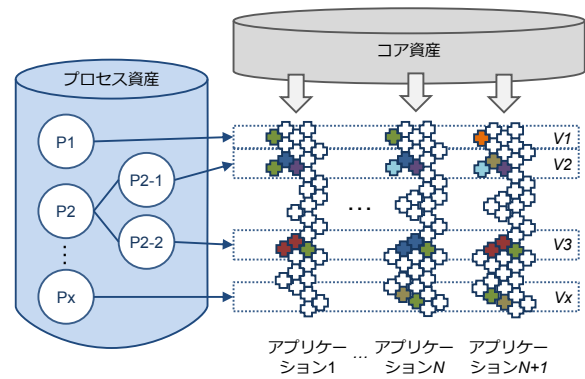 コア資産
プロセス資産
P1
P2
P2-1
P2-2
Px
V1
V2
V3
Vx
...
アプリケー
ション1
...
アプリケー
ションN
アプリケー
ションN+1